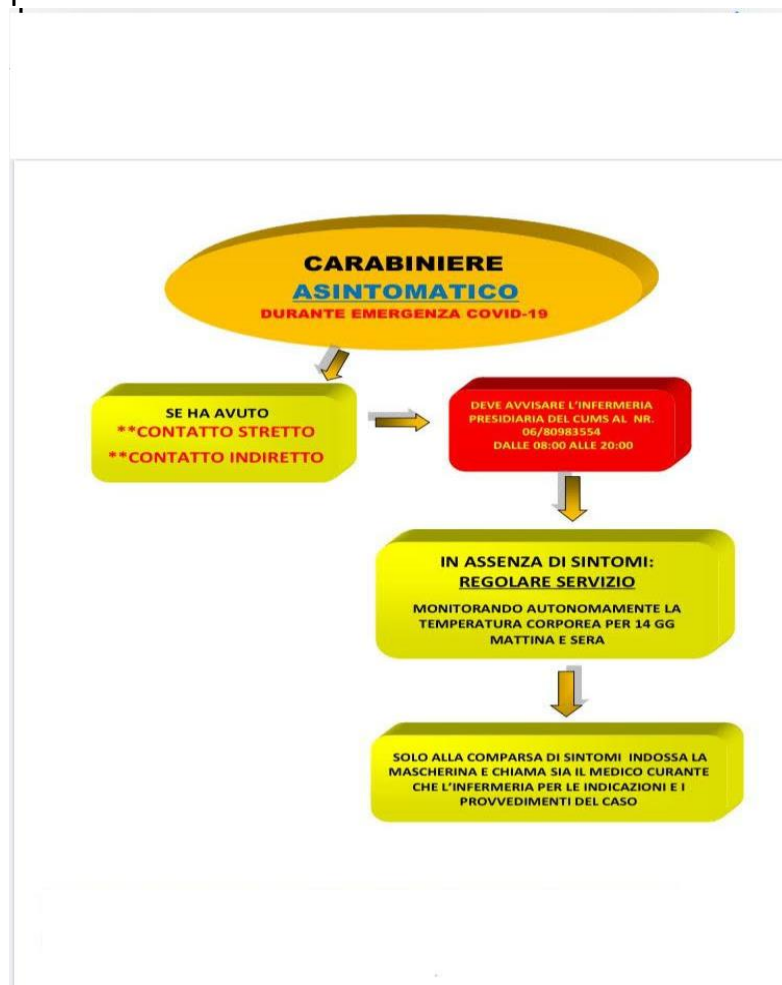 CARABINIERE
ASINTOMATICO
DURANTE EMERGENZA COVID-19
SE HA AVUTO
**CONTATTO STRETTO
**CONTATTO INDIRETTO
DEVE AVVISARE L'INFERMERIA
PRESIDIARIA DEL CUMS AL NR.
06/80983554
DALLE 08:00 ALLE 20:00
IN ASSENZA DI SINTOMI:
REGOLARE SERVIZIO
MONITORANDO AUTONOMAMENTE LA
TEMPERATURA CORPOREA PER 14 GG
MATTINA E SERA
SOLO ALLA COMPARSA DI SINTOMI INDOSSA LA
MASCHERINA E CHIAMA SIA IL MEDICO CURANTE
CHE L'INFERMERIA PER LE INDICAZIONI E I
PROVVEDIMENTI DEL CASO